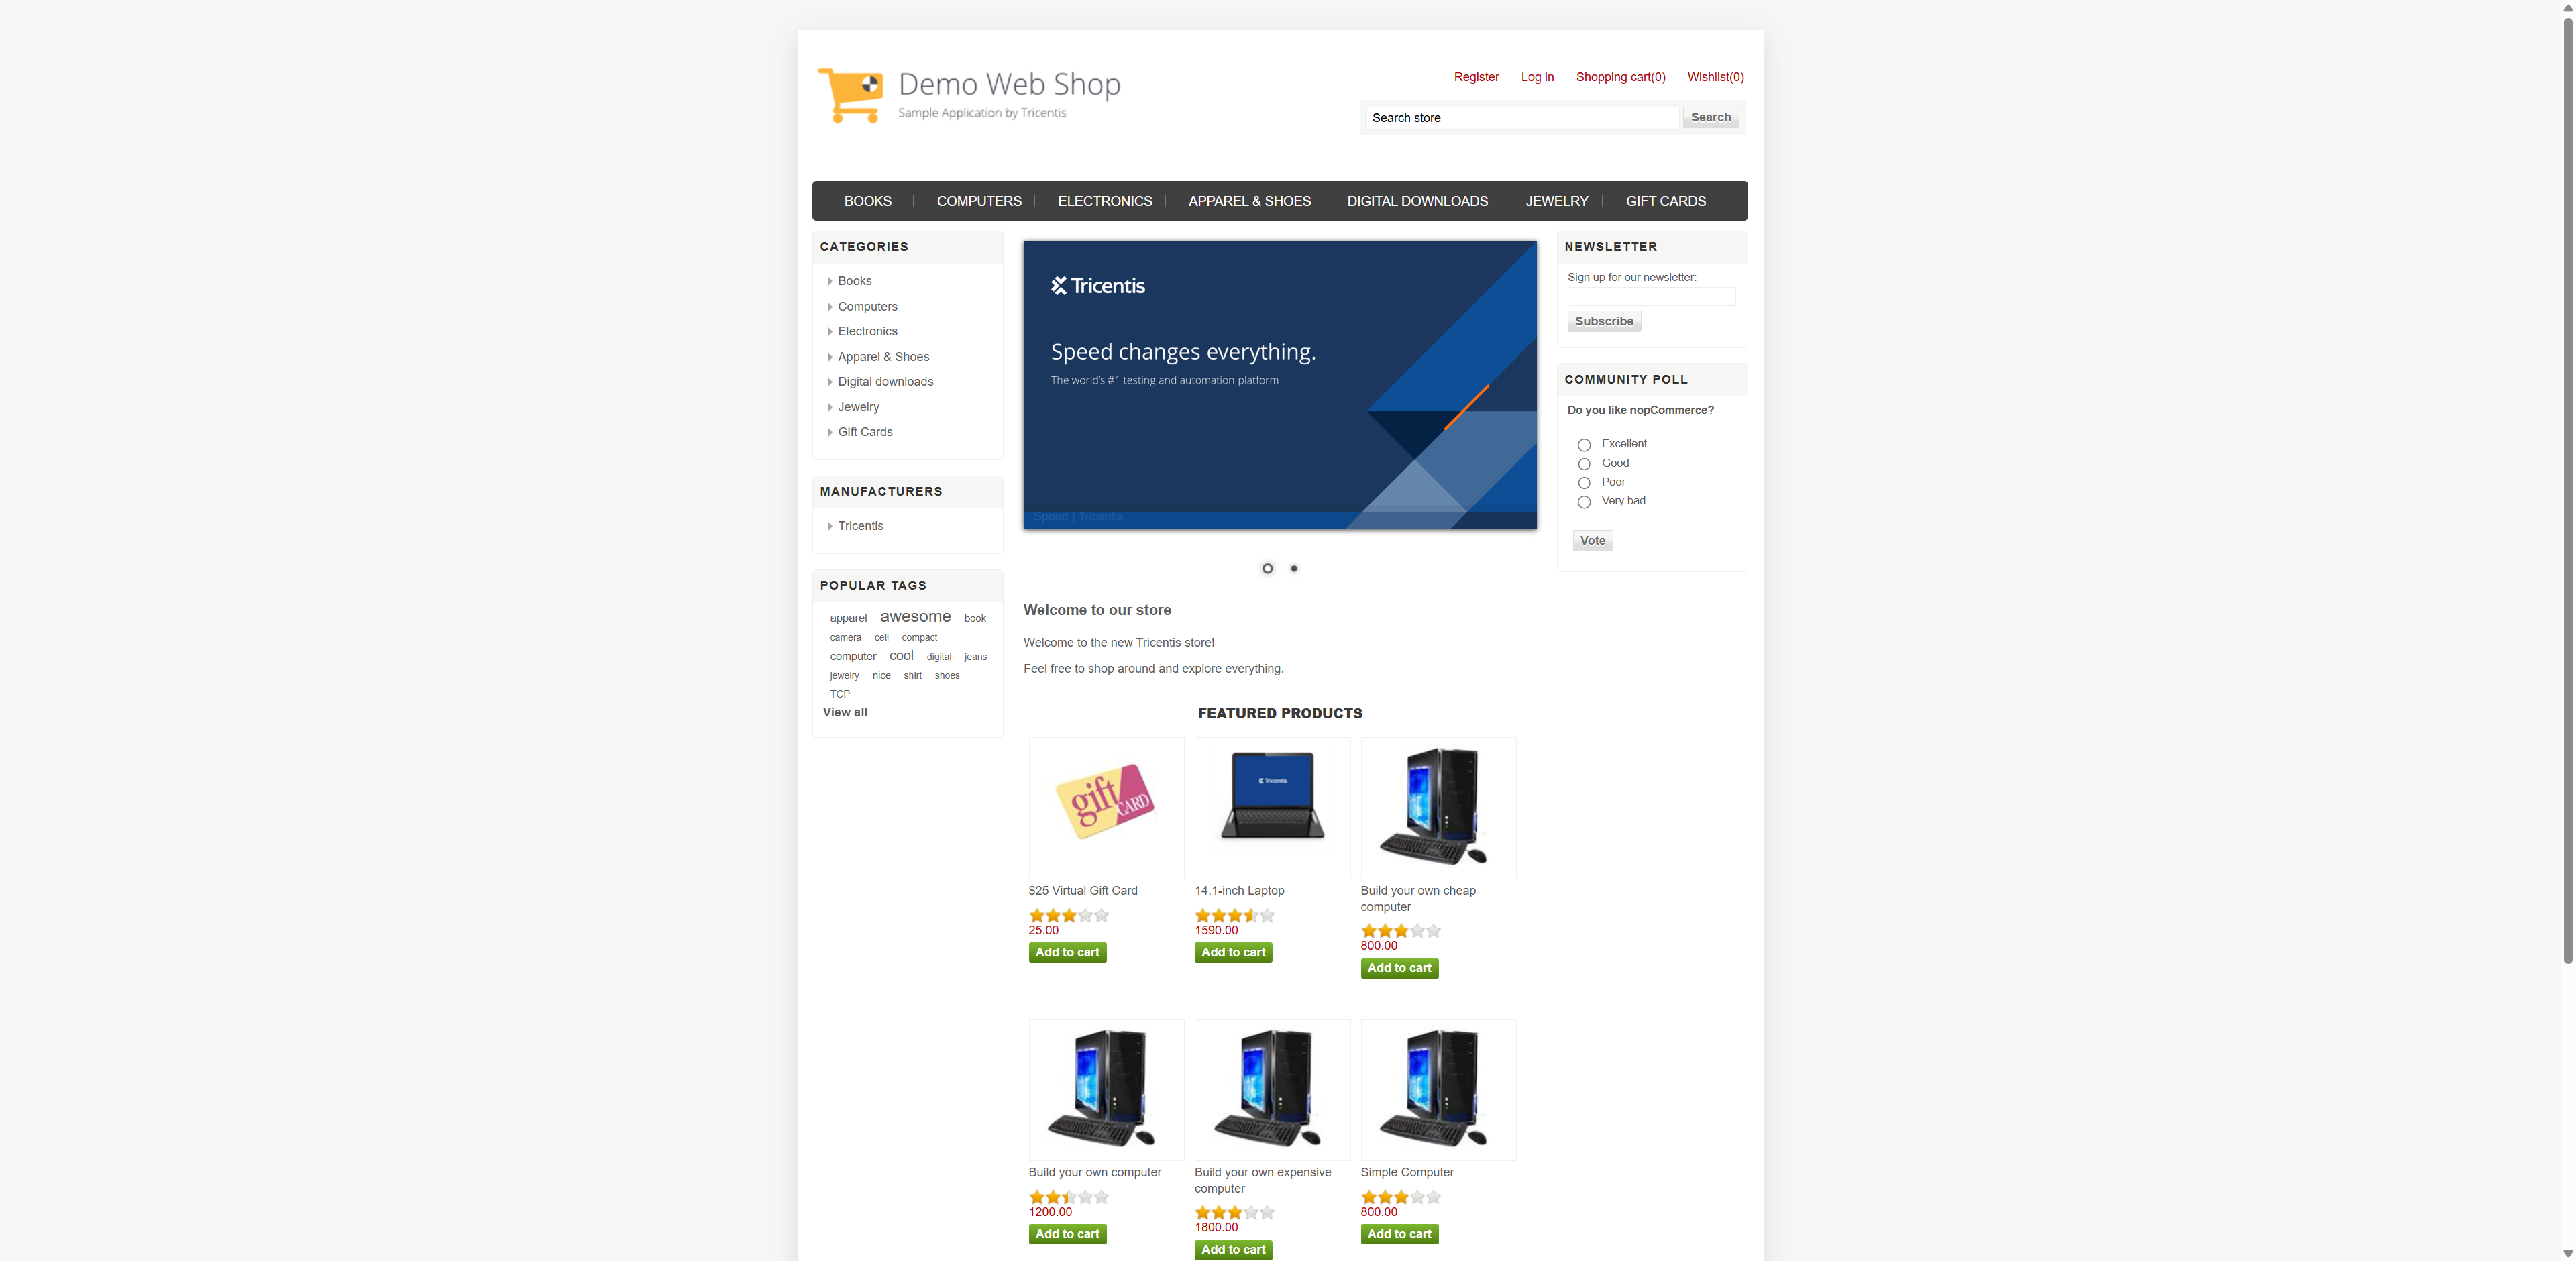 Demo Web Shop
Sample Application by Tricentis
Register Log in Shopping cart(0) Wishlist(0)
Search store Search
BOOKS COMPUTERS ELECTRONICS APPAREL & SHOES DIGITAL DOWNLOADS JEWELRY GIFT CARDS
CATEGORIES
Books
Computers
Electronics
Apparel & Shoes
Digital downloads
Jewelry
Gift Cards
MANUFACTURERS
Tricentis
POPULAR TAGS
apparel awesome book
camera cell compact
computer cool digital jeans
jewelry nice shirt shoes
TCP
View all
Tricentis
Speed changes everything.
The world's #1 testing and automation platform
Speed | Tricentis
Welcome to our store
Welcome to the new Tricentis store!
Feel free to shop around and explore everything.
FEATURED PRODUCTS
gift CARD
Tricentis
$25 Virtual Gift Card
25.00
Add to cart
14.1-inch Laptop
1590.00
Add to cart
Build your own cheap
computer
800.00
Add to cart
Build your own computer
1200.00
Add to cart
Build your own expensive
computer
1800.00
Add to cart
Simple Computer
800.00
Add to cart
NEWSLETTER
Sign up for our newsletter:
Subscribe
COMMUNITY POLL
Do you like nopCommerce?
Excellent
Good
Poor
Very bad
Vote